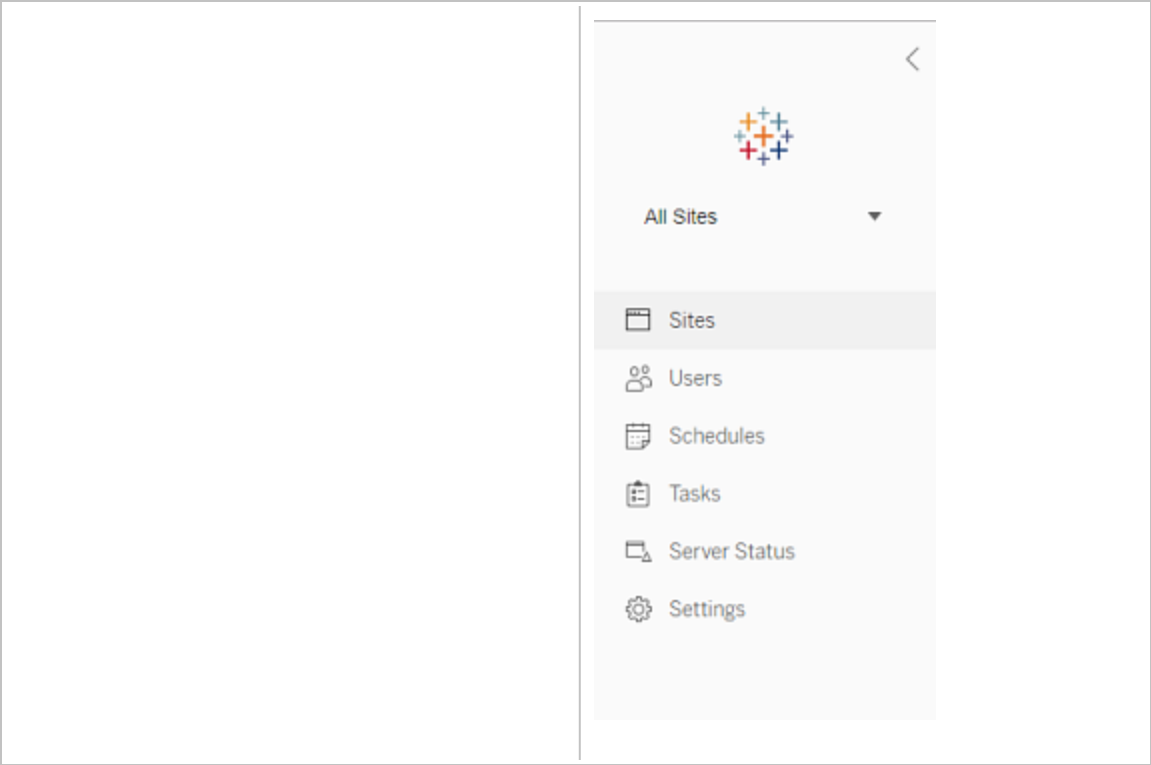 All Sites
Sites
Users
Schedules
Tasks
Server Status
Settings